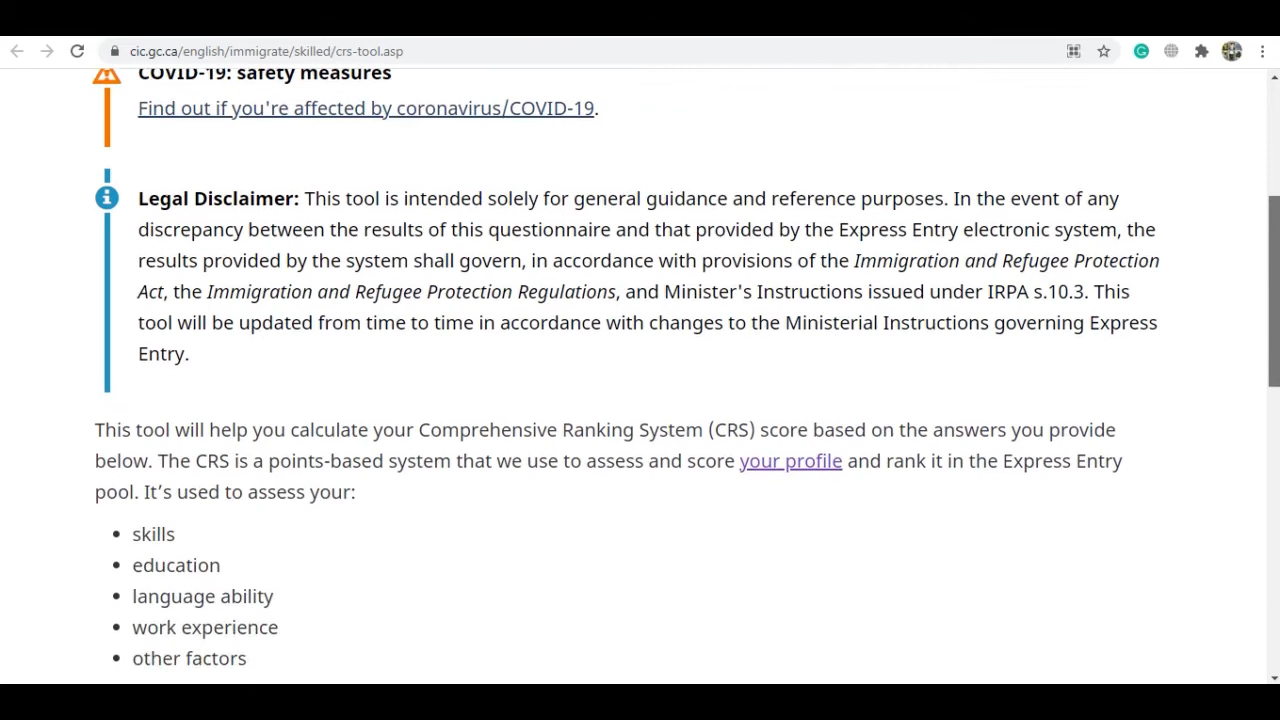 cic.gc.ca/english/immigrate/skilled/crs-tool.asp
COVID-19: safety measures
Find out if you're affected by coronavirus/COVID-19.
Legal Disclaimer: This tool is intended solely for general guidance and reference purposes. In the event of any
discrepancy between the results of this questionnaire and that provided by the Express Entry electronic system, the
results provided by the system shall govern, in accordance with provisions of the Immigration and Refugee Protection
Act, the Immigration and Refugee Protection Regulations, and Minister's Instructions issued under IRPA s.10.3. This
tool will be updated from time to time in accordance with changes to the Ministerial Instructions governing Express
Entry.
This tool will help you calculate your Comprehensive Ranking System (CRS) score based on the answers you provide
below. The CRS is a points-based system that we use to assess and score your profile and rank it in the Express Entry
pool. It’s used to assess your:
• skills
• education
• language ability
• work experience
• other factors